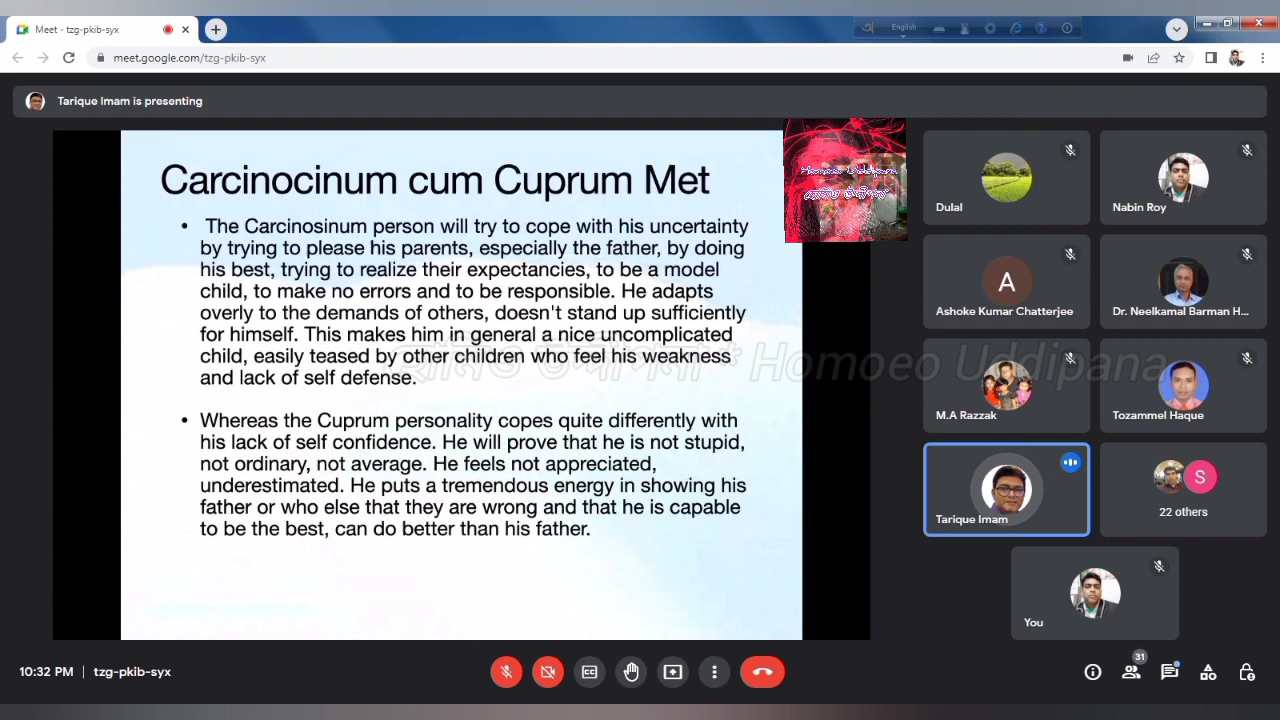 Meet - tzg-pkib-syx
English
meet.google.com/tzg-pkib-syx
Tarique Imam is presenting
Carcinocinum cum Cuprum Met
• The Carcinosinum person will try to cope with his uncertainty
by trying to please his parents, especially the father, by doing
his best, trying to realize their expectancies, to be a model
child, to make no errors and to be responsible. He adapts
overly to the demands of others, doesn't stand up sufficiently
for himself. This makes him in general a nice uncomplicated
child, easily teased by other children who feel his weakness
and lack of self defense.
• Whereas the Cuprum personality copes quite differently with
his lack of self confidence. He will prove that he is not stupid,
not ordinary, not average. He feels not appreciated,
underestimated. He puts a tremendous energy in showing his
father or who else that they are wrong and that he is capable
to be the best, can do better than his father.
Homoeo Uddipana
হোমিও উদ্দীপনা
হোমিও উদ্দীপনা * Homoeo Uddipana
Dulal
Nabin Roy
A
Ashoke Kumar Chatterjee
Dr. Neelkamal Barman H...
M.A Razzak
Tozammel Haque
Tarique Imam
S
22 others
You
10:32 PM | tzg-pkib-syx
CC
31